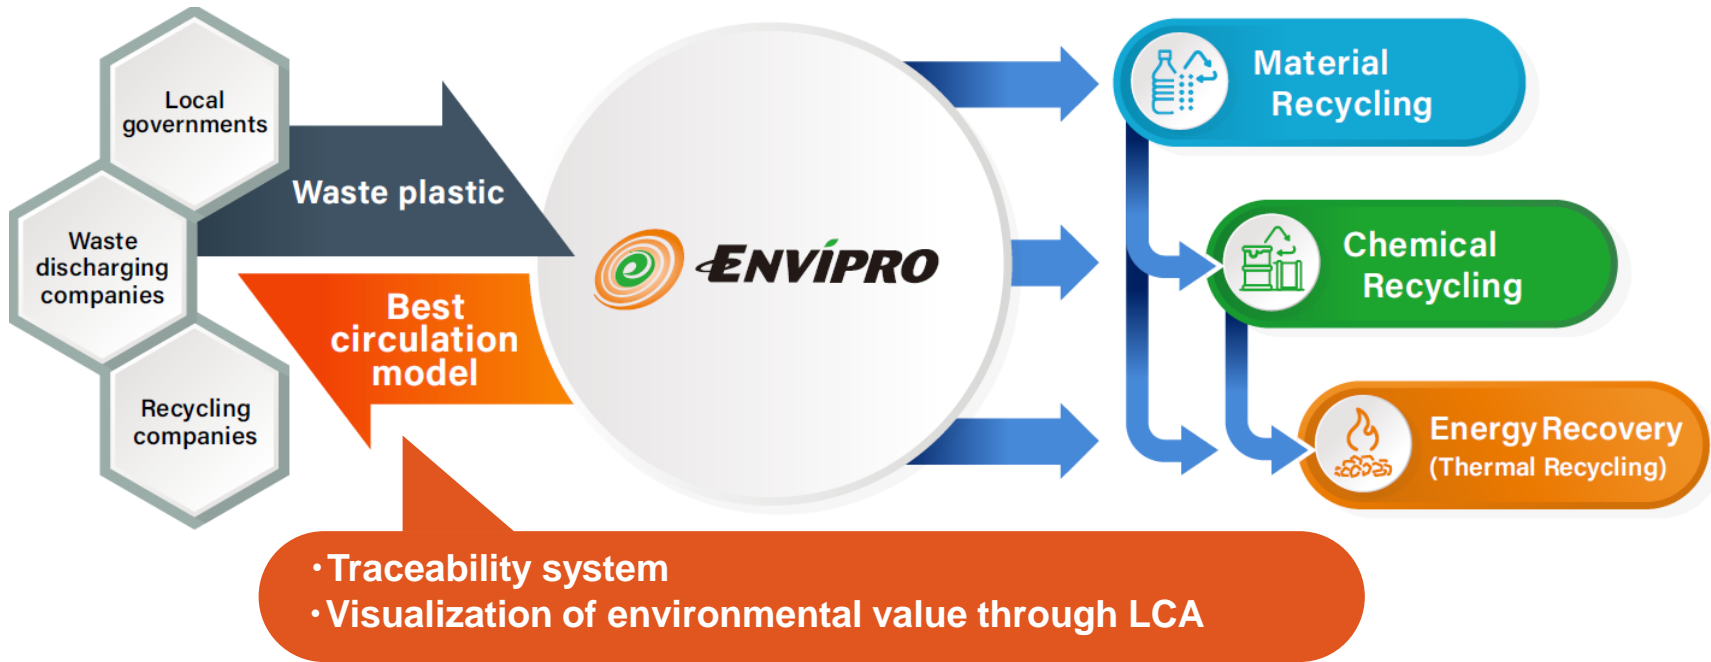 Local
governments
Waste
discharging
companies
Recycling
companies
Waste plastic
Best
circulation
model
ENVIPRO
Material
Recycling
Chemical
Recycling
Energy Recovery
(Thermal Recycling)
・Traceability system
・Visualization of environmental value through LCA